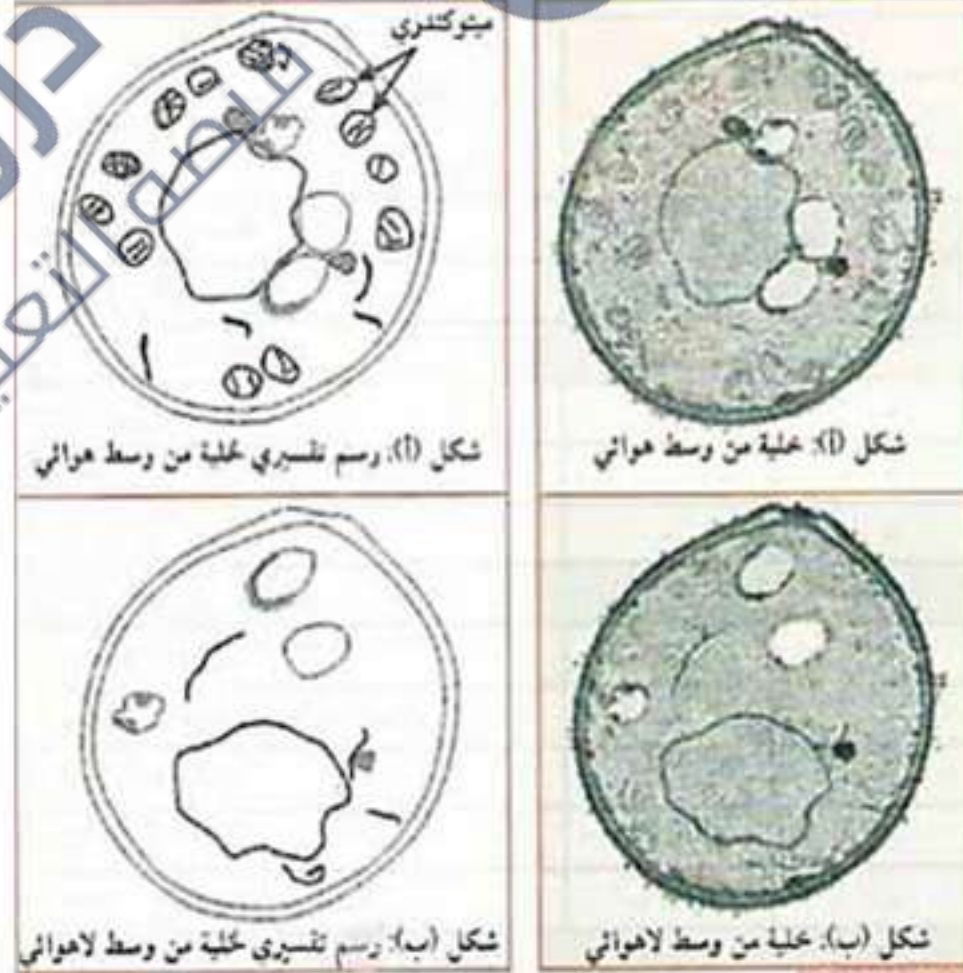 ميتوكندري
شكل (أ): خلية من وسط هوائي
شكل (أ): رسم تفسيري لخلية من وسط هوائي
شكل (ب): خلية من وسط لاهوائي
شكل (ب): رسم تفسيري لخلية من وسط لاهوائي